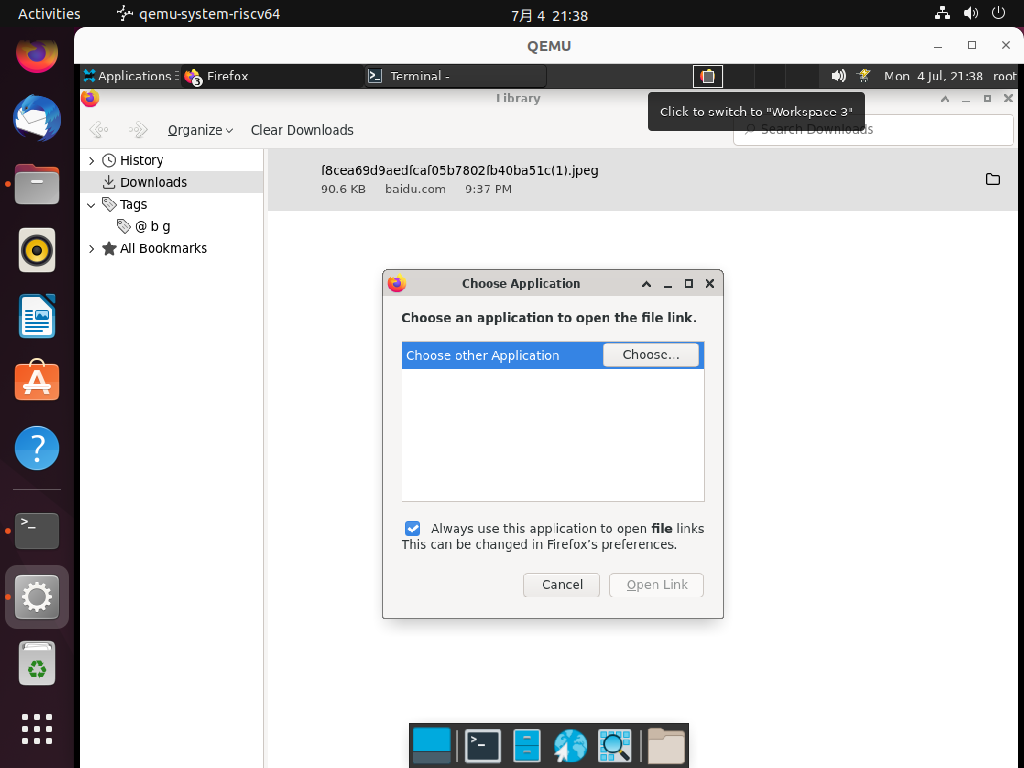 Activities qemu-system-riscv64 7月 4 21:38
QEMU
Applications Firefox Terminal - Mon 4 Jul, 21:38 root
3
Library
Click to switch to "Workspace 3"
Organize Clear Downloads Search Downloads
History
Downloads
Tags
@ b g
All Bookmarks
f8cea69d9aedfcaf05b7802fb40ba51c(1).jpeg
90.6 KB baidu.com 9:37 PM
Choose Application
Choose an application to open the file link.
Choose other Application Choose...
Always use this application to open file links
This can be changed in Firefox's preferences.
Cancel Open Link